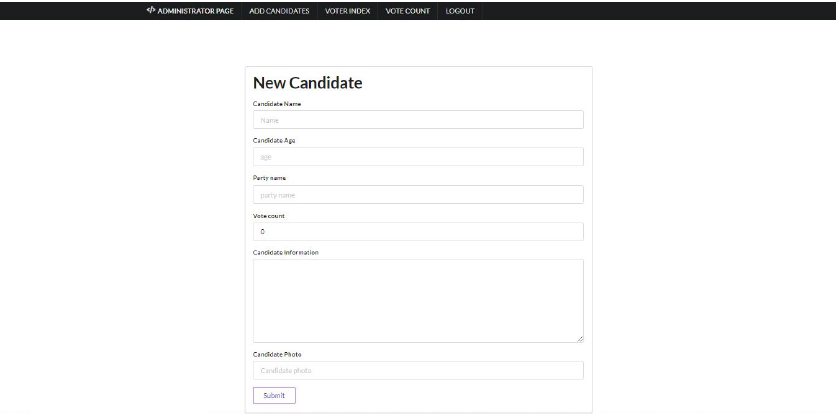 </> ADMINISTRATOR PAGE ADD CANDIDATES VOTER INDEX VOTE COUNT LOGOUT
New Candidate
Candidate Name
Name
Candidate Age
age
Party name
party name
Vote count
0
Candidate Information
Candidate Photo
Candidate photo
Submit